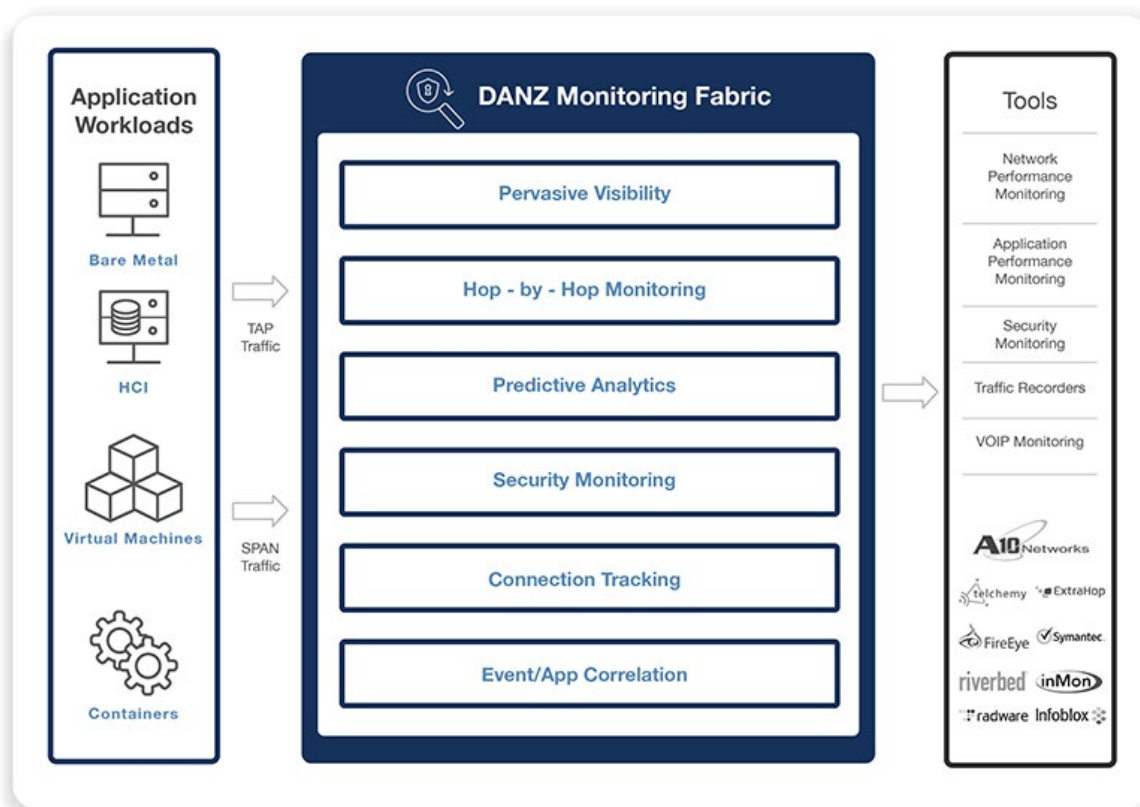 Application
Workloads
Bare Metal
HCI
Virtual Machines
Containers
TAP
Traffic
SPAN
Traffic
DANZ Monitoring Fabric
Pervasive Visibility
Hop - by - Hop Monitoring
Predictive Analytics
Security Monitoring
Connection Tracking
Event/App Correlation
Tools
Network
Performance
Monitoring
Application
Performance
Monitoring
Security
Monitoring
Traffic Recorders
VOIP Monitoring
A10 Networks
telchemy ExtraHop
FireEye Symantec
riverbed inMon
radware Infoblox